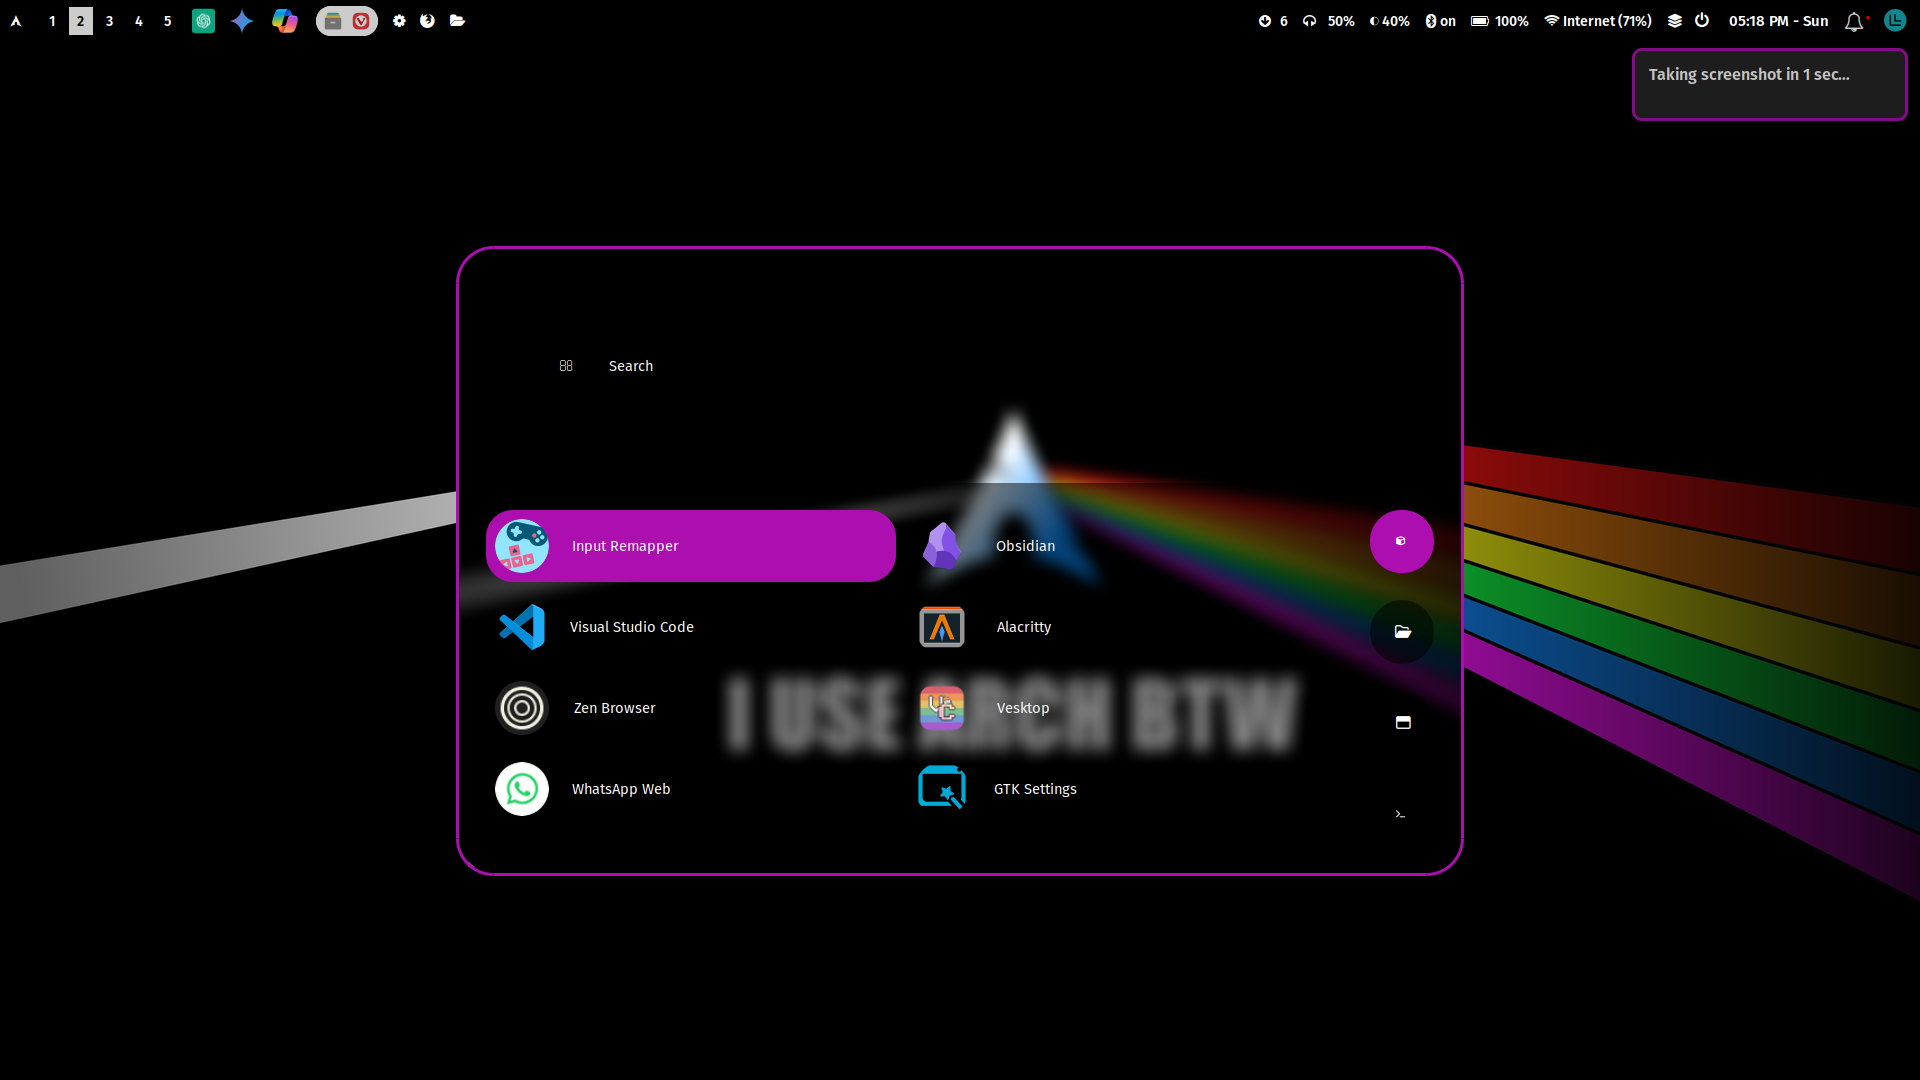 1 2 3 4 5 6 50% 40% on 100% Internet (71%) 05:18 PM - Sun
Taking screenshot in 1 sec...
Search
Input Remapper Obsidian
Visual Studio Code Alacritty
I USE ARCH BTW
Zen Browser Vesktop
WhatsApp Web GTK Settings